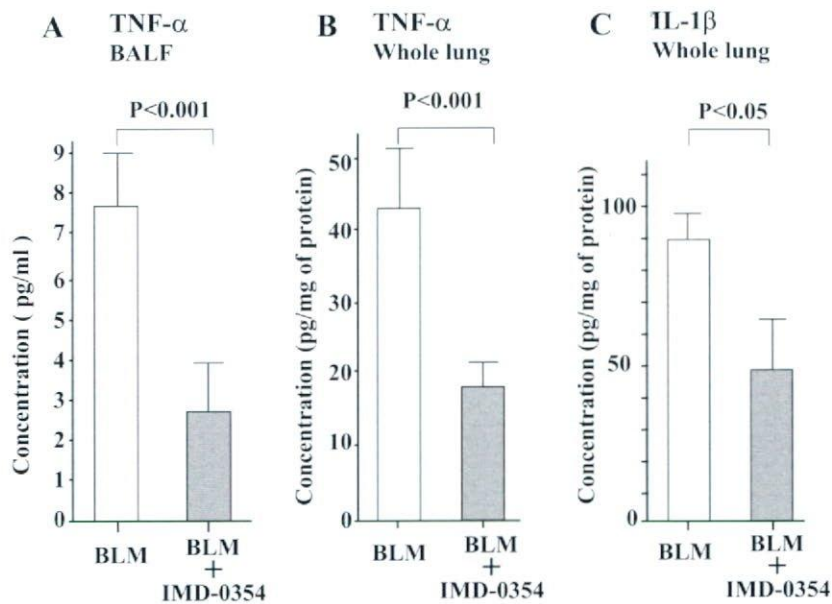 A TNF-α
BALF
P<0.001
Concentration ( pg/ml )
9
8
7
6
5
4
3
2
1
0
BLM
BLM
+
IMD-0354
B TNF-α
Whole lung
P<0.001
Concentration (pg/mg of protein)
50
40
30
20
10
0
BLM
BLM
+
IMD-0354
C IL-1β
Whole lung
P<0.05
Concentration (pg/mg of protein)
100
50
0
BLM
BLM
+
IMD-0354